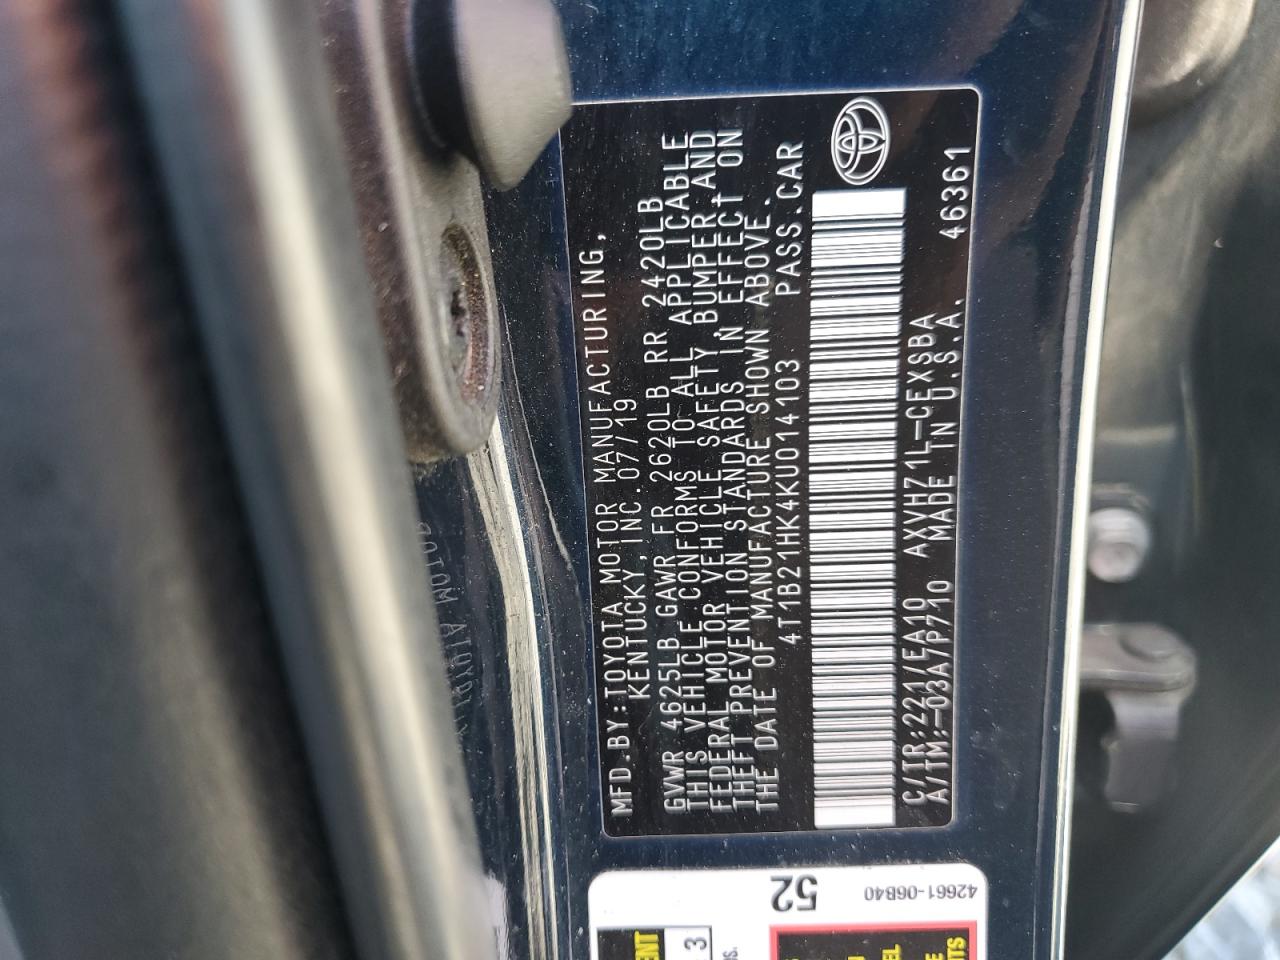 MFD.BY:TOYOTA MOTOR MANUFACTURING,
KENTUCKY, INC. 07/19
GVWR 4625LB GAWR FR 2620LB RR 2420LB
THIS VEHICLE CONFORMS TO ALL APPLICABLE
FEDERAL MOTOR VEHICLE SAFETY, BUMPER, AND
THEFT PREVENTION STANDARDS IN EFFECT ON
THE DATE OF MANUFACTURE SHOWN ABOVE.
4T1B21HK4KU014103 PASS.CAR
C/TR:221/EA10 AXVH71L-CEXSBA
A/TM:-03A/P710 MADE IN U.S.A. 46361
52
42661-06B40
3